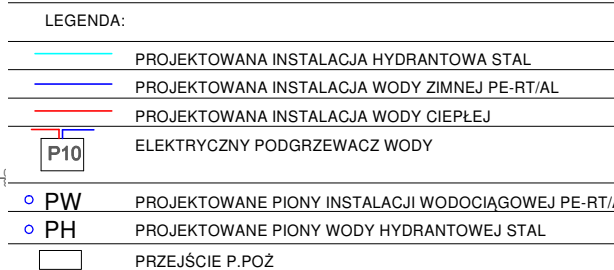 LEGENDA:
PROJEKTOWANA INSTALACJA HYDRANTOWA STAL
PROJEKTOWANA INSTALACJA WODY ZIMNEJ PE-RT/AL
PROJEKTOWANA INSTALACJA WODY CIEPŁEJ
P10 ELEKTRYCZNY PODGRZEWACZ WODY
PW PROJEKTOWANE PIONY INSTALACJI WODOCIĄGOWEJ PE-RT/
PH PROJEKTOWANE PIONY WODY HYDRANTOWEJ STAL
PRZEJŚCIE P.POŻ